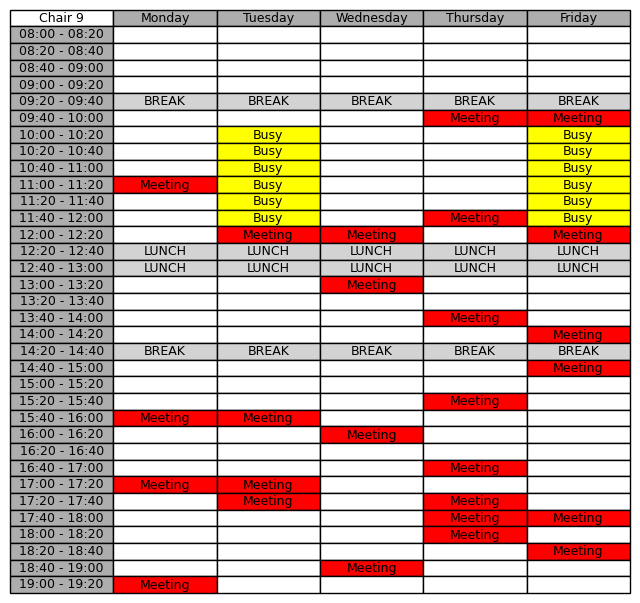 Chair 9 Monday Tuesday Wednesday Thursday Friday
08:00 - 08:20
08:20 - 08:40
08:40 - 09:00
09:00 - 09:20
09:20 - 09:40 BREAK BREAK BREAK BREAK BREAK
09:40 - 10:00 Meeting Meeting
10:00 - 10:20 Busy Busy
10:20 - 10:40 Busy Busy
10:40 - 11:00 Busy Busy
11:00 - 11:20 Meeting Busy Busy
11:20 - 11:40 Busy Busy
11:40 - 12:00 Busy Meeting Busy
12:00 - 12:20 Meeting Meeting Meeting
12:20 - 12:40 LUNCH LUNCH LUNCH LUNCH LUNCH
12:40 - 13:00 LUNCH LUNCH LUNCH LUNCH LUNCH
13:00 - 13:20 Meeting
13:20 - 13:40
13:40 - 14:00 Meeting
14:00 - 14:20 Meeting
14:20 - 14:40 BREAK BREAK BREAK BREAK BREAK
14:40 - 15:00 Meeting
15:00 - 15:20
15:20 - 15:40 Meeting
15:40 - 16:00 Meeting Meeting
16:00 - 16:20 Meeting
16:20 - 16:40
16:40 - 17:00 Meeting
17:00 - 17:20 Meeting Meeting
17:20 - 17:40 Meeting Meeting
17:40 - 18:00 Meeting Meeting
18:00 - 18:20 Meeting
18:20 - 18:40 Meeting
18:40 - 19:00 Meeting
19:00 - 19:20 Meeting